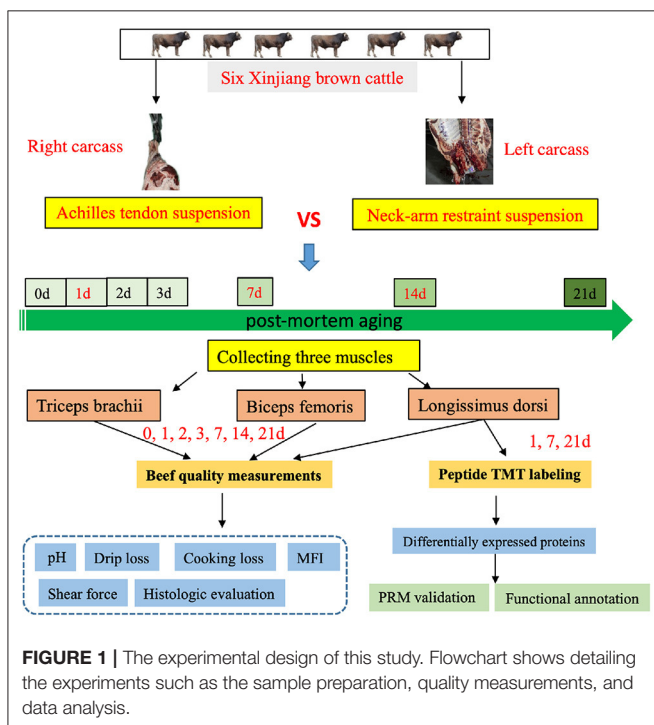 Six Xinjiang brown cattle
Right carcass
Left carcass
Achilles tendon suspension
VS
Neck-arm restraint suspension
0d
1d
2d
3d
7d
14d
21d
post-mortem aging
Collecting three muscles
Triceps brachii
Biceps femoris
Longissimus dorsi
0, 1, 2, 3, 7, 14, 21d
1, 7, 21d
Beef quality measurements
Peptide TMT labeling
pH
Drip loss
Cooking loss
MFI
Shear force
Histologic evaluation
Differentially expressed proteins
PRM validation
Functional annotation
FIGURE 1 | The experimental design of this study. Flowchart shows detailing
the experiments such as the sample preparation, quality measurements, and
data analysis.